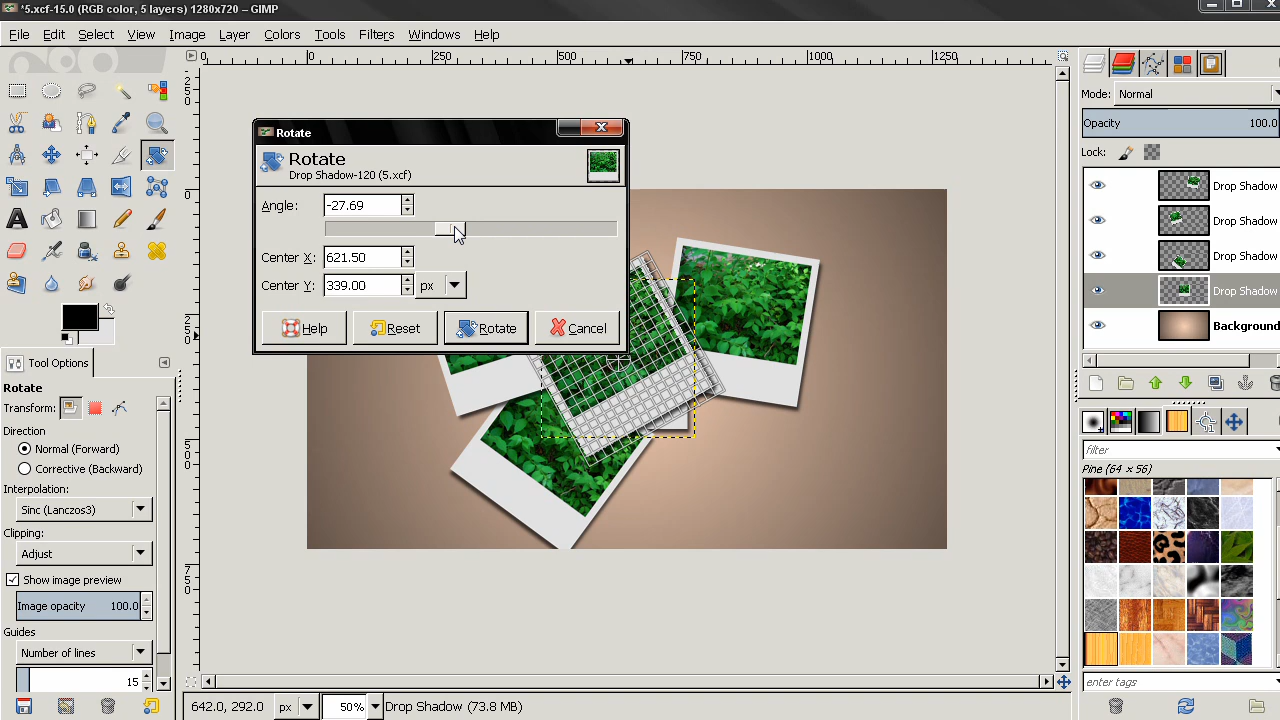 *5.xcf-15.0 (RGB color, 5 layers) 1280x720 – GIMP
File Edit Select View Image Layer Colors Tools Filters Windows Help
0 250 500 750 1000 1250
Mode: Normal
Opacity 100.0
Lock:
Rotate
Rotate
Drop Shadow-120 (5.xcf)
Angle: -27.69
Center X: 621.50
Center Y: 339.00 px
Help Reset Rotate Cancel
Drop Shadow
Drop Shadow
Drop Shadow
Drop Shadow
Background
Tool Options
Rotate
Transform:
Direction
Normal (Forward)
Corrective (Backward)
Interpolation:
Sinc (Lanczos3)
Clipping:
Adjust
Show image preview
Image opacity 100.0
Guides
Number of lines
15
filter
Pine (64 × 56)
enter tags
642.0, 292.0 px 50% Drop Shadow (73.8 MB)